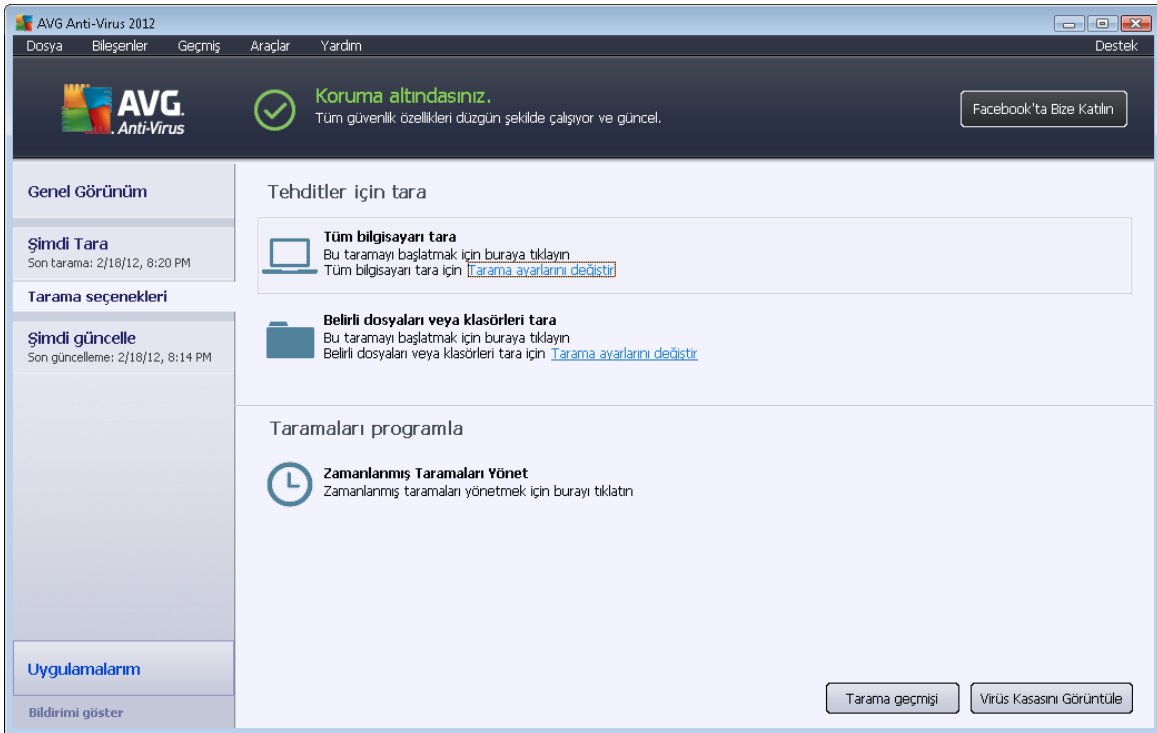 AVG Anti-Virus 2012
Dosya Bileşenler Geçmiş Araçlar Yardım Destek
AVG.
Anti-Virus
Koruma altındasınız.
Tüm güvenlik özellikleri düzgün şekilde çalışıyor ve güncel.
Facebook'ta Bize Katılın
Genel Görünüm
Şimdi Tara
Son tarama: 2/18/12, 8:20 PM
Tarama seçenekleri
Şimdi güncelle
Son güncelleme: 2/18/12, 8:14 PM
Uygulamalarım
Bildirimi göster
Tehditler için tara
Tüm bilgisayarı tara
Bu taramayı başlatmak için buraya tıklayın
Tüm bilgisayarı tara için Tarama ayarlarını değiştir
Belirli dosyaları veya klasörleri tara
Bu taramayı başlatmak için buraya tıklayın
Belirli dosyaları veya klasörleri tara için Tarama ayarlarını değiştir
Taramaları programla
Zamanlanmış Taramaları Yönet
Zamanlanmış taramaları yönetmek için burayı tıklatın
Tarama geçmişi
Virüs Kasasını Görüntüle